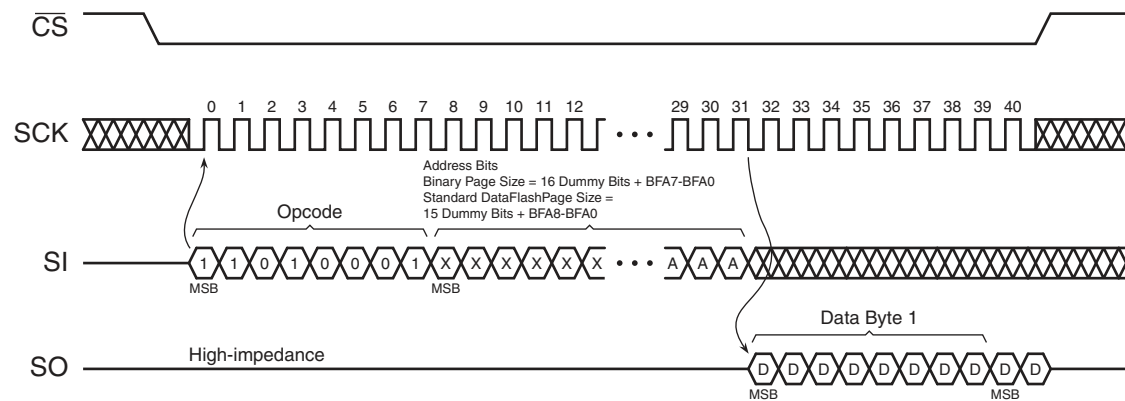 CS
0 1 2 3 4 5 6 7 8 9 10 11 12 29 30 31 32 33 34 35 36 37 38 39 40
SCK
Address Bits
Binary Page Size = 16 Dummy Bits + BFA7-BFA0
Standard DataFlashPage Size =
15 Dummy Bits + BFA8-BFA0
Opcode
SI 1 1 0 1 0 0 0 1 X X X X X X A A A
MSB MSB
Data Byte 1
High-impedance
SO D D D D D D D D D D
MSB MSB